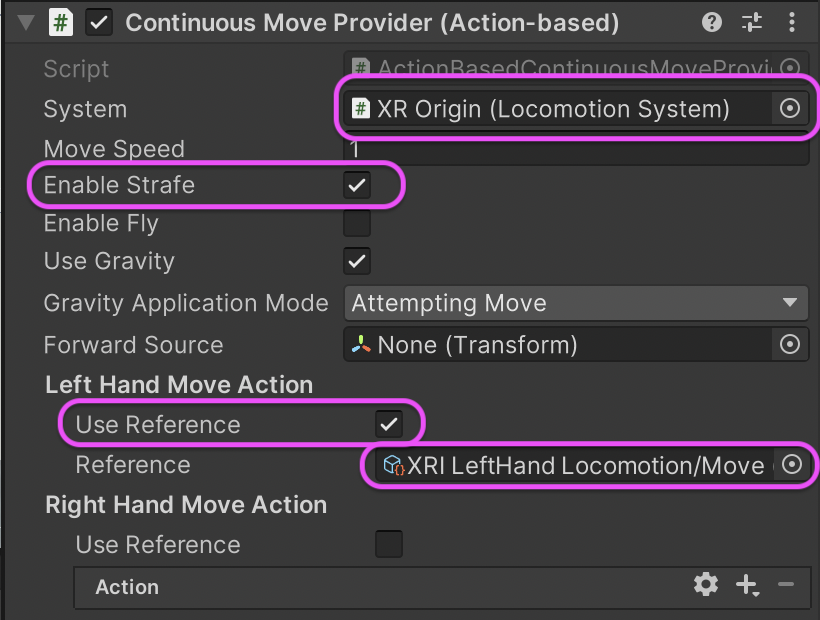 # Continuous Move Provider (Action-based)
Script # ActionBasedContinuousMoveProvi
System # XR Origin (Locomotion System)
Move Speed 1
Enable Strafe
Enable Fly
Use Gravity
Gravity Application Mode Attempting Move
Forward Source None (Transform)
Left Hand Move Action
Use Reference
Reference XRI LeftHand Locomotion/Move
Right Hand Move Action
Use Reference
Action